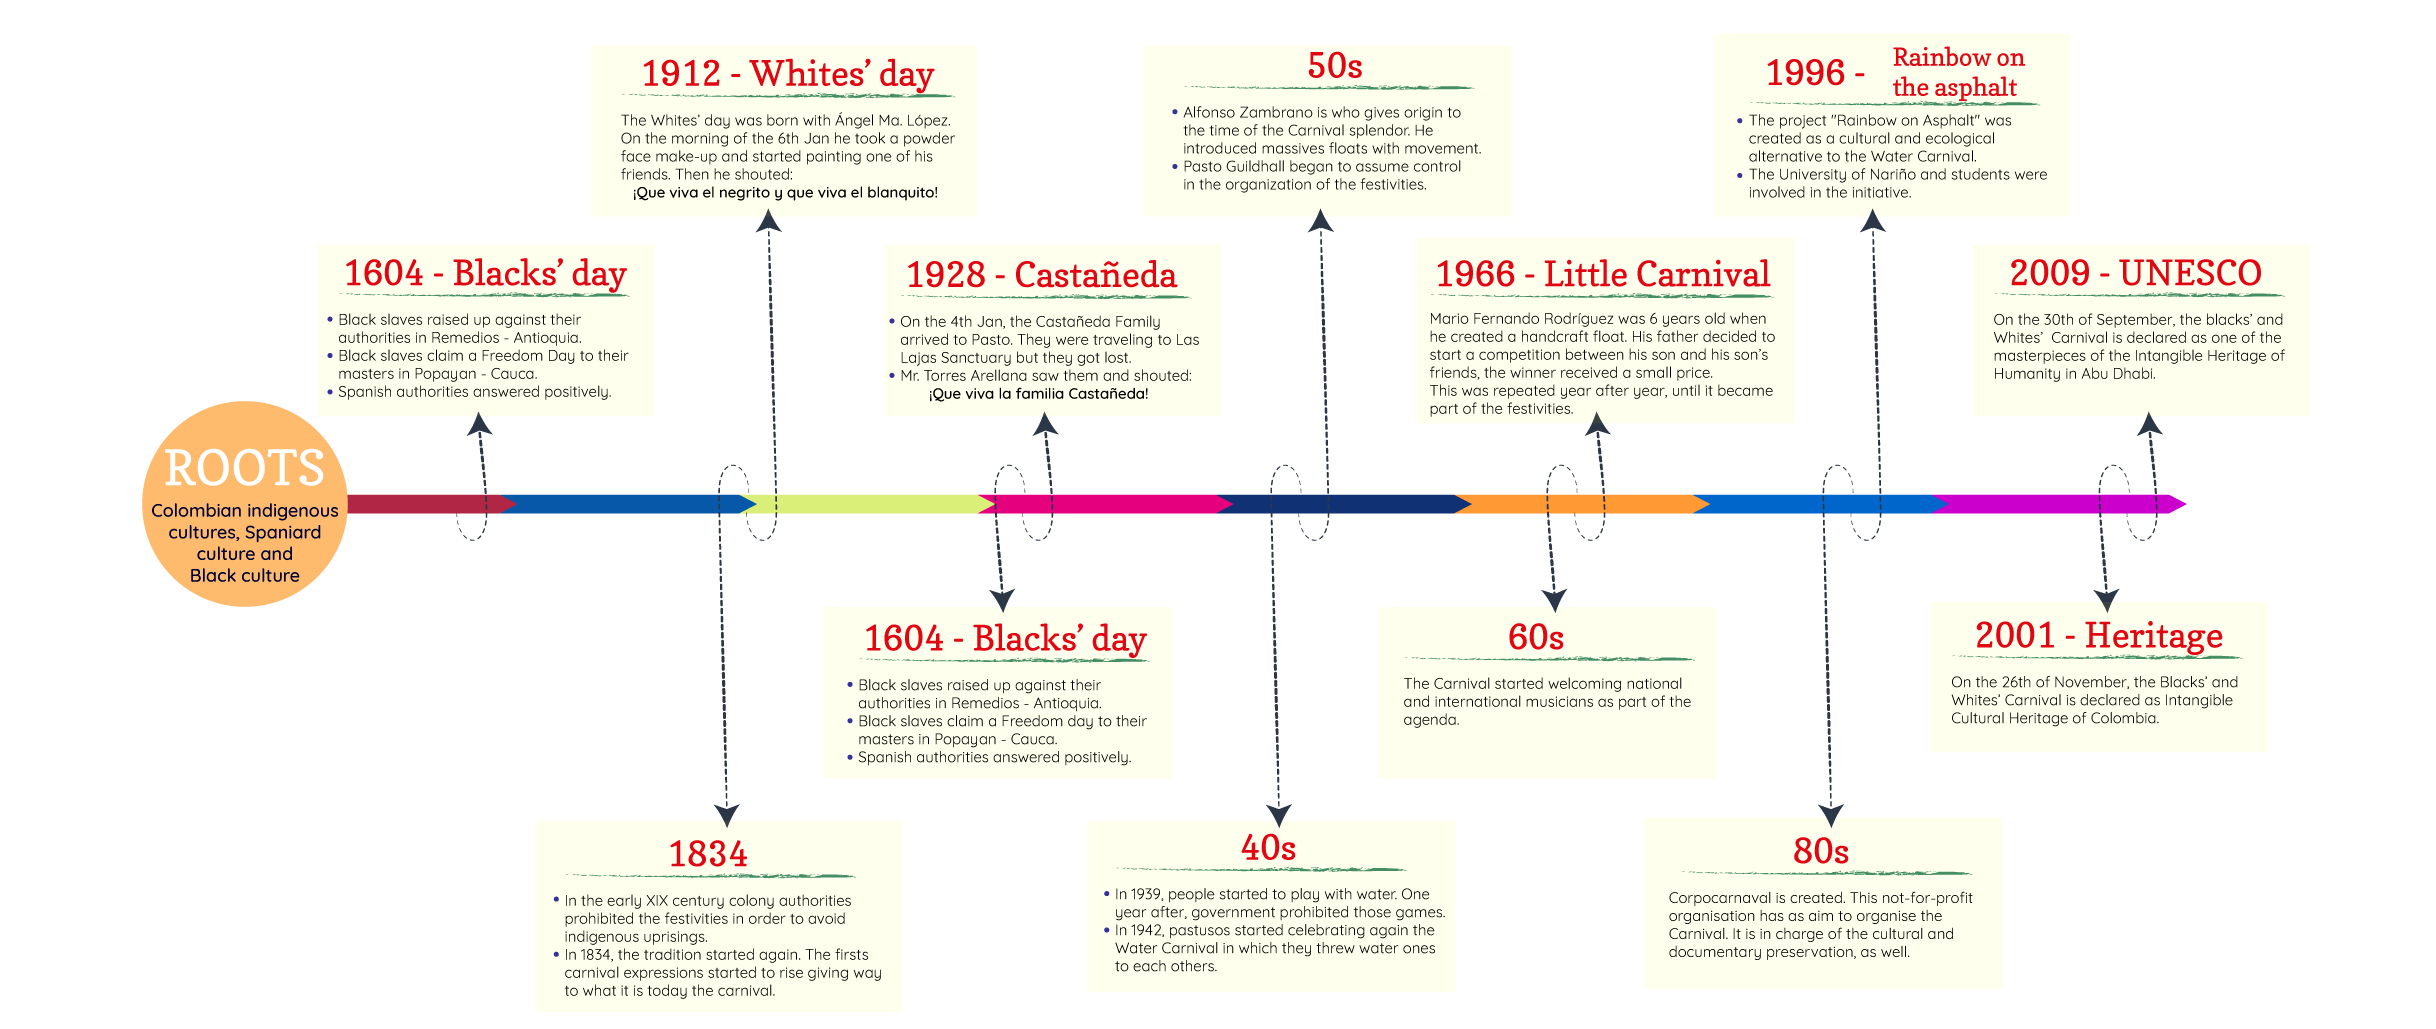 ROOTS
Colombian indigenous
cultures, Spaniard
culture and
Black culture
1604 - Blacks’ day
• Black slaves raised up against their
authorities in Remedios - Antioquia.
• Black slaves claim a Freedom Day to their
masters in Popayan - Cauca.
• Spanish authorities answered positively.
1834
• In the early XIX century colony authorities
prohibited the festivities in order to avoid
indigenous uprisings.
• In 1834, the tradition started again. The firsts
carnival expressions started to rise giving way
to what it is today the carnival.
1912 - Whites’ day
The Whites’ day was born with Ángel Ma. López.
On the morning of the 6th Jan he took a powder
face make-up and started painting one of his
friends. Then he shouted:
¡Que viva el negrito y que viva el blanquito!
1604 - Blacks’ day
• Black slaves raised up against their
authorities in Remedios - Antioquia.
• Black slaves claim a Freedom day to their
masters in Popayan - Cauca.
• Spanish authorities answered positively.
1928 - Castañeda
• On the 4th Jan, the Castañeda Family
arrived to Pasto. They were traveling to Las
Lajas Sanctuary but they got lost.
• Mr. Torres Arellana saw them and shouted:
¡Que viva la familia Castañeda!
40s
• In 1939, people started to play with water. One
year after, government prohibited those games.
• In 1942, pastusos started celebrating again the
Water Carnival in which they threw water ones
to each others.
50s
• Alfonso Zambrano is who gives origin to
the time of the Carnival splendor. He
introduced massives floats with movement.
• Pasto Guildhall began to assume control
in the organization of the festivities.
60s
The Carnival started welcoming national
and international musicians as part of the
agenda.
1966 - Little Carnival
Mario Fernando Rodríguez was 6 years old when
he created a handcraft float. His father decided to
start a competition between his son and his son’s
friends, the winner received a small price.
This was repeated year after year, until it became
part of the festivities.
80s
Corpocarnaval is created. This not-for-profit
organisation has as aim to organise the
Carnival. It is in charge of the cultural and
documentary preservation, as well.
1996 - Rainbow on
the asphalt
• The project "Rainbow on Asphalt" was
created as a cultural and ecological
alternative to the Water Carnival.
• The University of Nariño and students were
involved in the initiative.
2001 - Heritage
On the 26th of November, the Blacks’ and
Whites’ Carnival is declared as Intangible
Cultural Heritage of Colombia.
2009 - UNESCO
On the 30th of September, the blacks’ and
Whites’ Carnival is declared as one of the
masterpieces of the Intangible Heritage of
Humanity in Abu Dhabi.